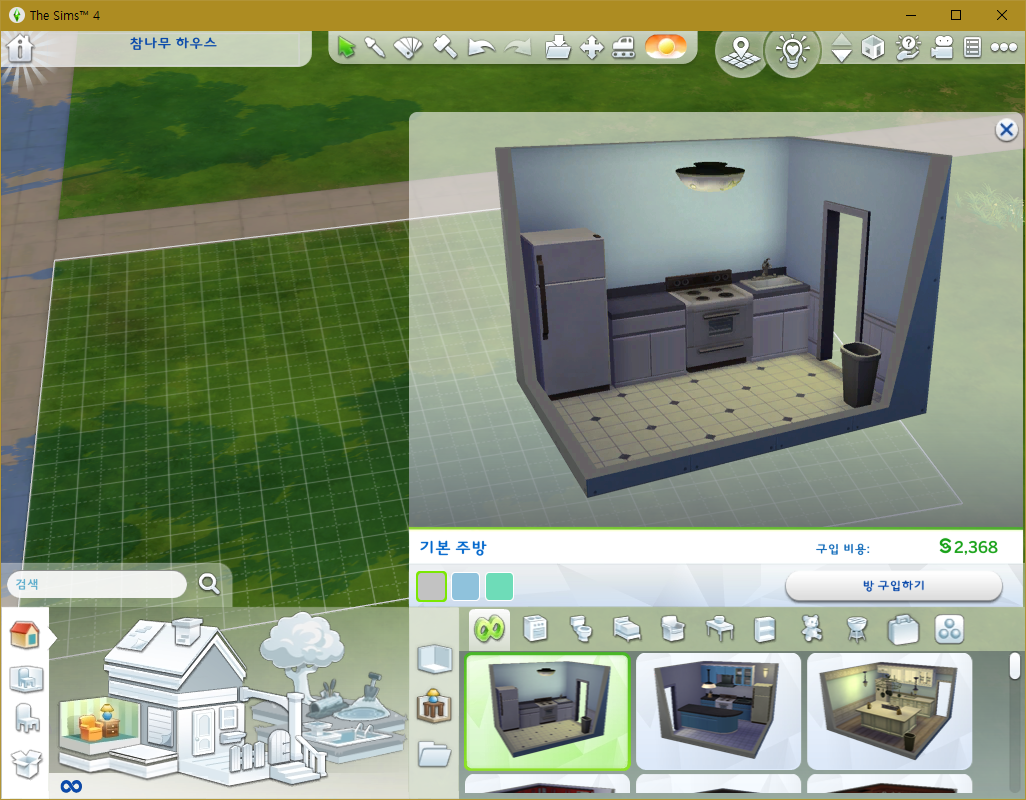 The Sims™ 4
참나무 하우스
기본 주방
구입 비용:
§2,368
검색
방 구입하기